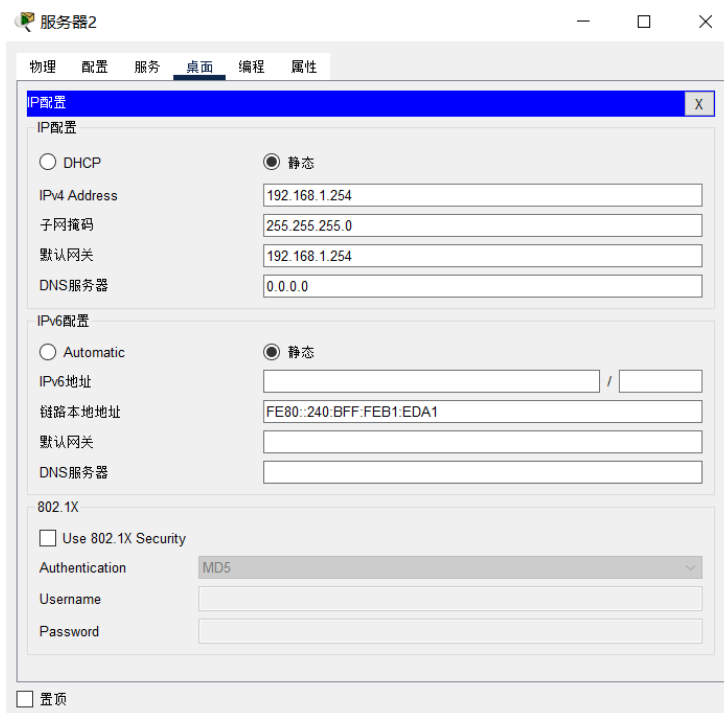 服务器2
物理 配置 服务 桌面 编程 属性
IP配置 X
IP配置
DHCP 静态
IPv4 Address 192.168.1.254
子网掩码 255.255.255.0
默认网关 192.168.1.254
DNS服务器 0.0.0.0
IPv6配置
Automatic 静态
IPv6地址 /
链路本地地址 FE80::240:BFF:FEB1:EDA1
默认网关
DNS服务器
802.1X
Use 802.1X Security
Authentication MD5
Username
Password
置顶